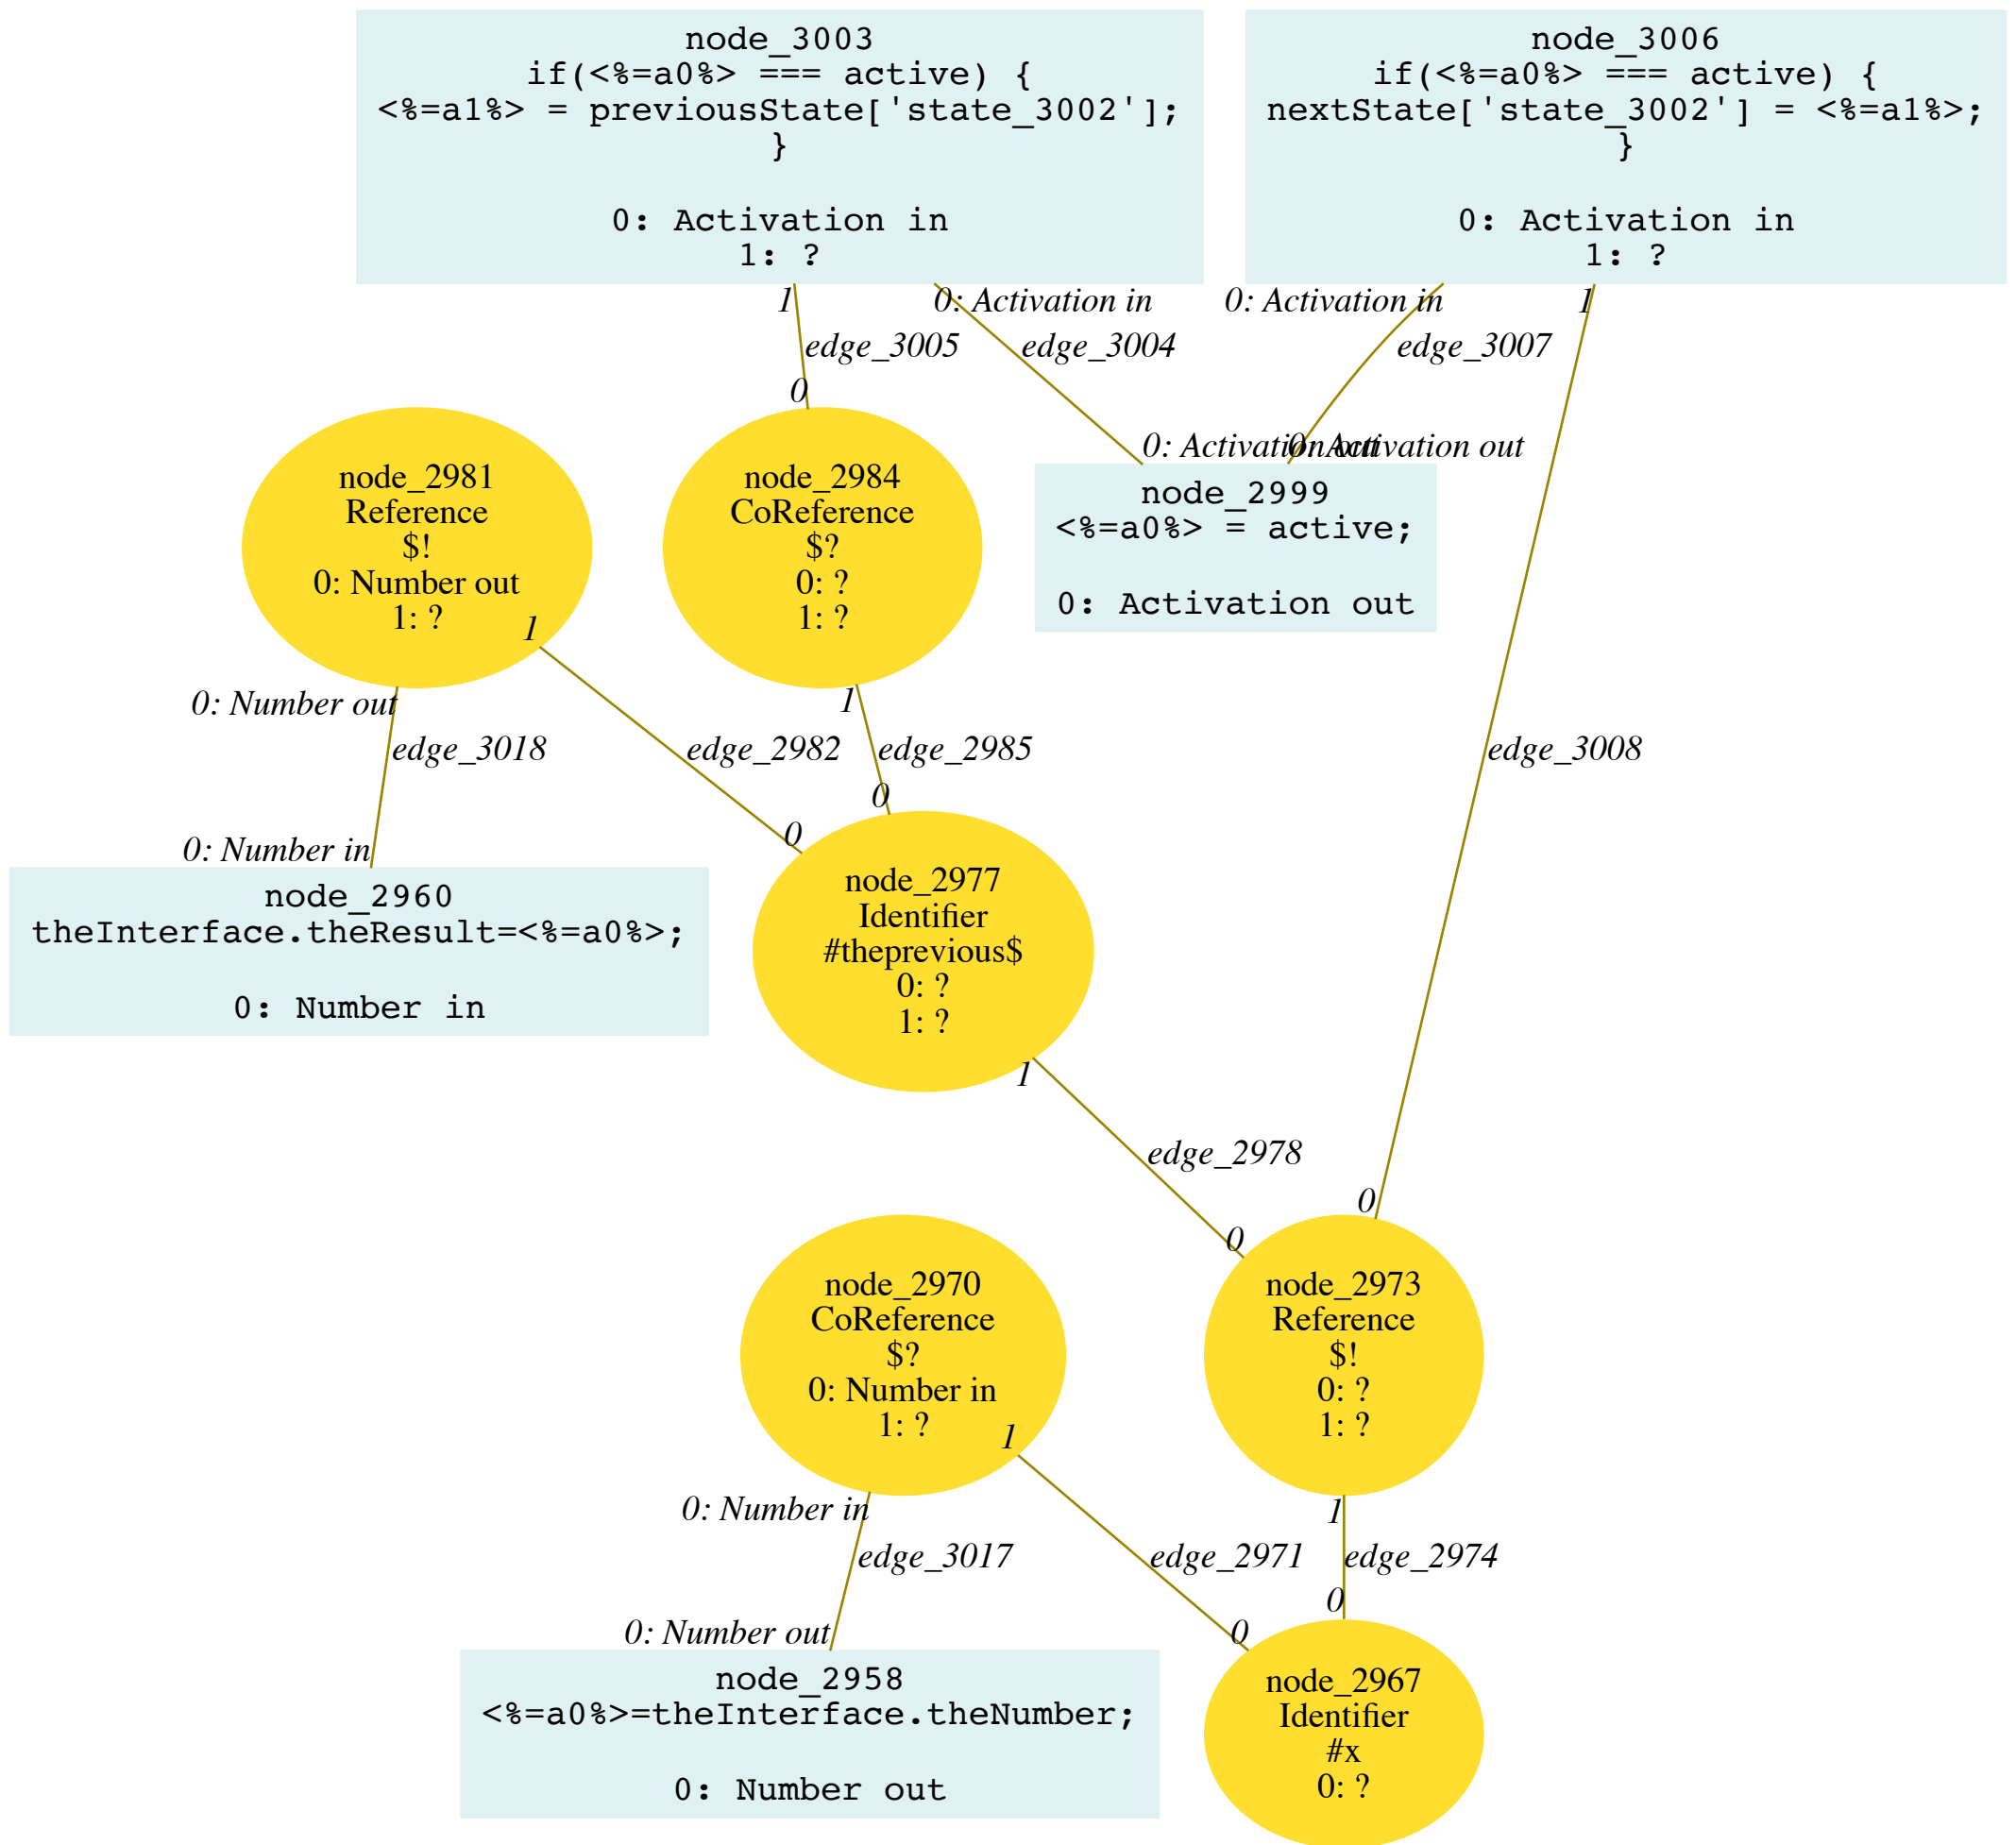 node_3003
if(<%=a0%> === active) {
<%=a1%> = previousState['state_3002'];
}
0: Activation in
1: ?
node_3006
if(<%=a0%> === active) {
nextState['state_3002'] = <%=a1%>;
}
0: Activation in
1: ?
1
0: Activation in
0: Activation in
1
edge_3005
edge_3004
edge_3007
0
0: Activation out
0: Activation out
node_2981
Reference
$!
0: Number out
1: ?
node_2984
CoReference
$?
0: ?
1: ?
node_2999
<%=a0%> = active;
0: Activation out
1
0: Number out
1
edge_3018
edge_2982
edge_2985
edge_3008
0: Number in
0
0
node_2960
theInterface.theResult=<%=a0%>;
0: Number in
node_2977
Identifier
#theprevious$
0: ?
1: ?
1
edge_2978
0
0
node_2970
CoReference
$?
0: Number in
1: ?
node_2973
Reference
$!
0: ?
1: ?
1
0: Number in
1
edge_3017
edge_2971
edge_2974
0: Number out
0
0
node_2958
<%=a0%>=theInterface.theNumber;
0: Number out
node_2967
Identifier
#x
0: ?